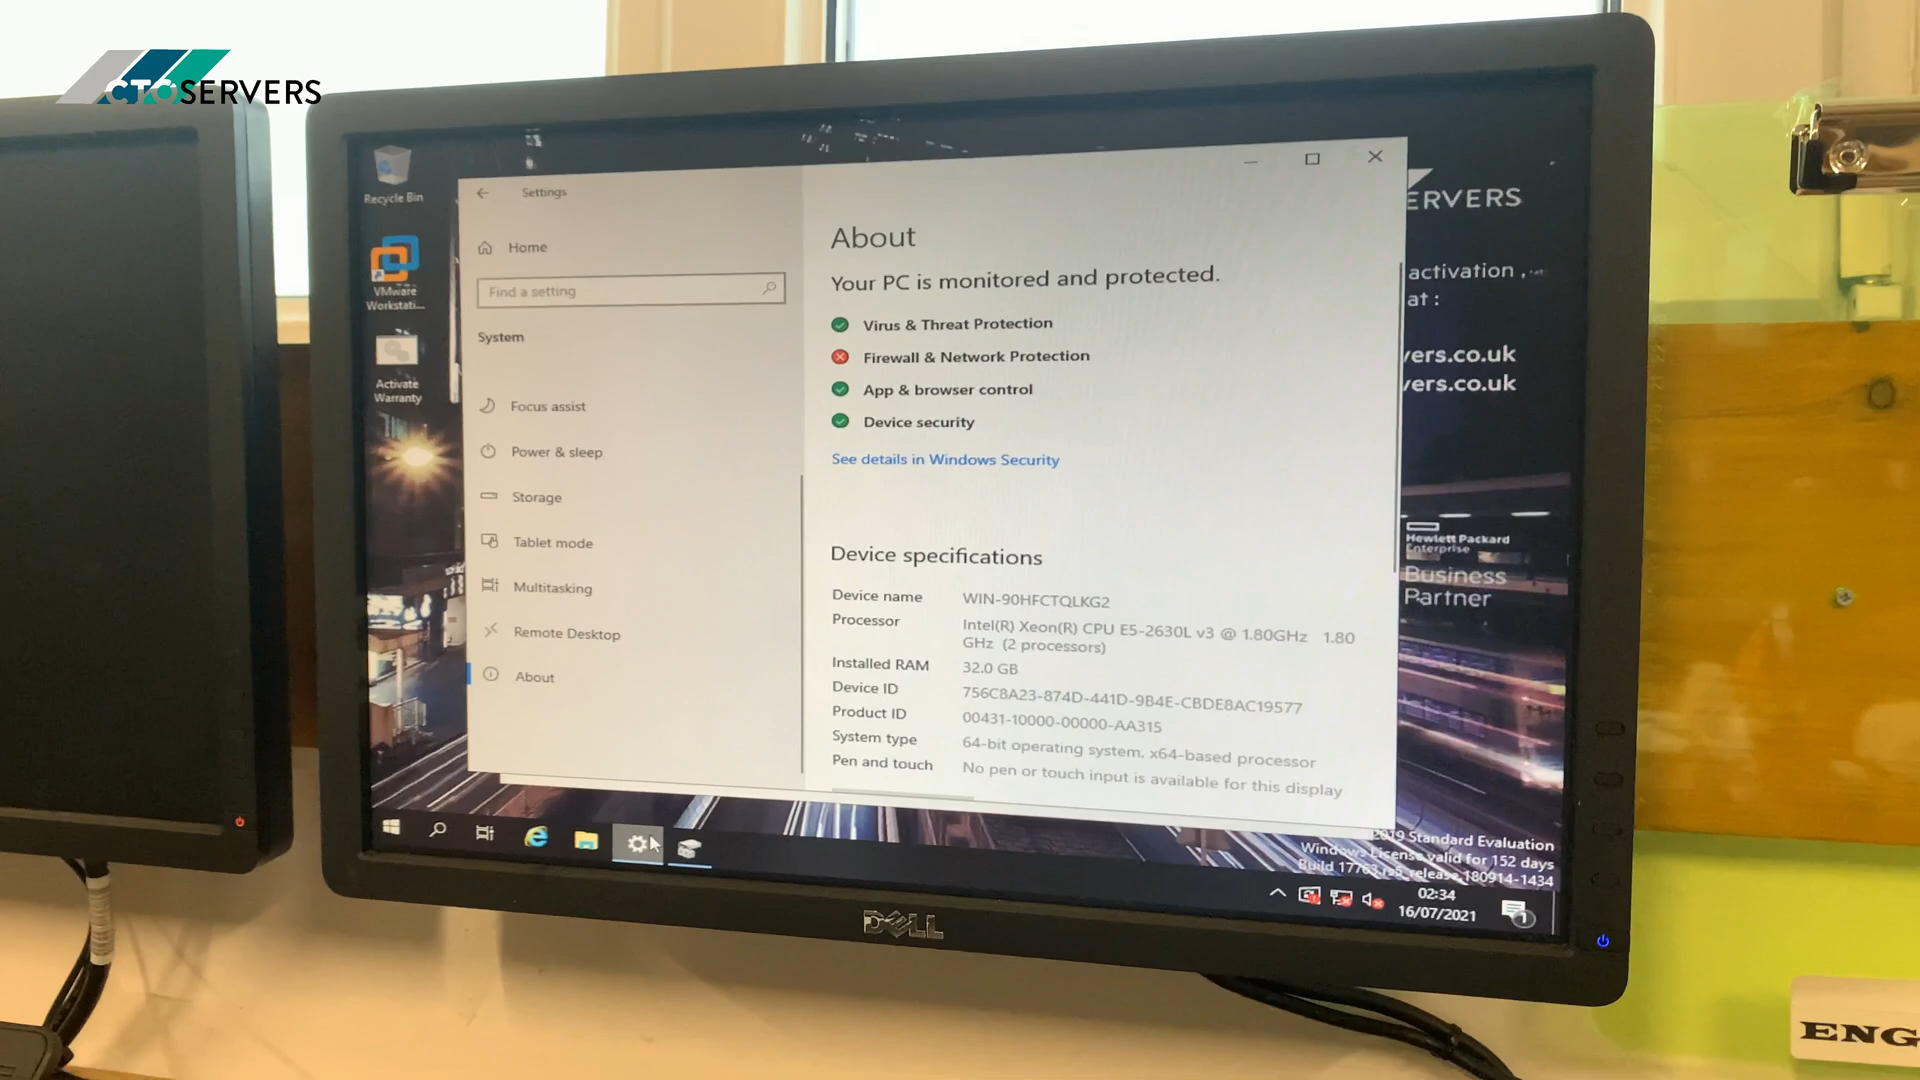 CTOSERVERS
Recycle Bin
VMware
Workstati...
Activate
Warranty
Settings
Home
Find a setting
System
Focus assist
Power & sleep
Storage
Tablet mode
Multitasking
Remote Desktop
About
About
Your PC is monitored and protected.
Virus & Threat Protection
Firewall & Network Protection
App & browser control
Device security
See details in Windows Security
Device specifications
Device name WIN-90HFCTQLKG2
Processor Intel(R) Xeon(R) CPU E5-2630L v3 @ 1.80GHz 1.80
GHz (2 processors)
Installed RAM 32.0 GB
Device ID 756C8A23-874D-441D-9B4E-CBDE8AC19577
Product ID 00431-10000-00000-AA315
System type 64-bit operating system, x64-based processor
Pen and touch No pen or touch input is available for this display
ERVERS
activation ,
at :
vers.co.uk
vers.co.uk
Hewlett Packard
Enterprise
Business
Partner
2019 Standard Evaluation
Windows License valid for 152 days
Build 17763.rs5_release.180914-1434
02:34
16/07/2021
1
DELL
ENG